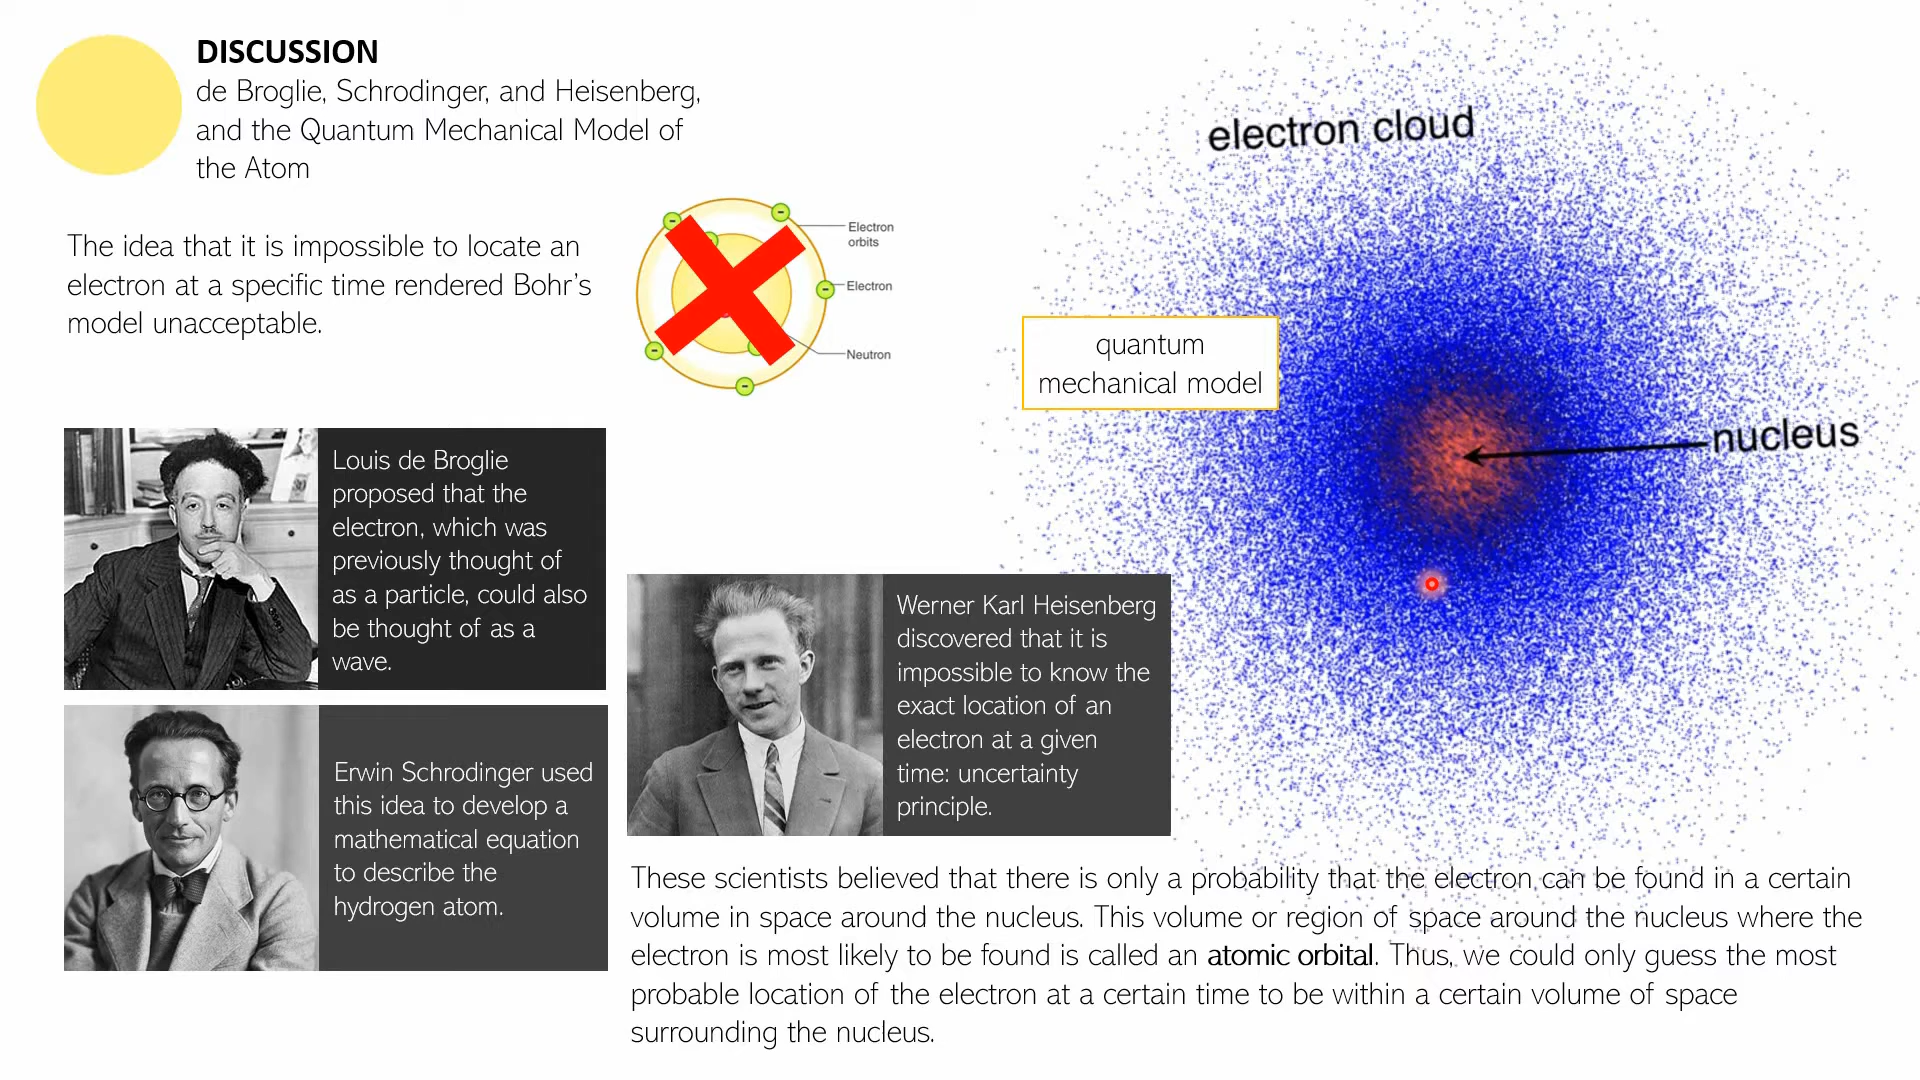 DISCUSSION
de Broglie, Schrodinger, and Heisenberg,
and the Quantum Mechanical Model of
the Atom
The idea that it is impossible to locate an
electron at a specific time rendered Bohr's
model unacceptable.
Electron
orbits
Electron
Neutron
electron cloud
quantum
mechanical model
nucleus
Louis de Broglie
proposed that the
electron, which was
previously thought of
as a particle, could also
be thought of as a
wave.
Erwin Schrodinger used
this idea to develop a
mathematical equation
to describe the
hydrogen atom.
Werner Karl Heisenberg
discovered that it is
impossible to know the
exact location of an
electron at a given
time: uncertainty
principle.
These scientists believed that there is only a probability that the electron can be found in a certain
volume in space around the nucleus. This volume or region of space around the nucleus where the
electron is most likely to be found is called an atomic orbital. Thus, we could only guess the most
probable location of the electron at a certain time to be within a certain volume of space
surrounding the nucleus.